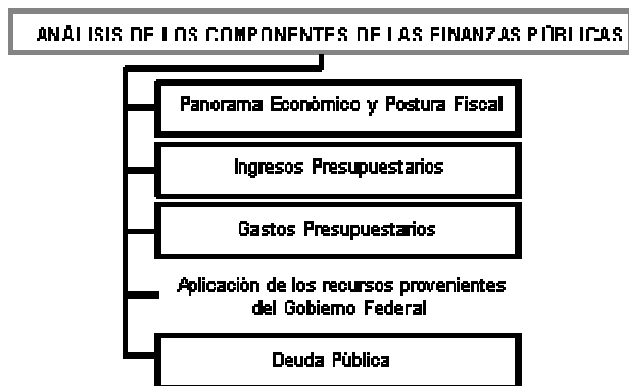 ANÁLISIS DE LOS COMPONENTES DE LAS FINANZAS PÚBLICAS
Panorama Económico y Postura Fiscal
Ingresos Presupuestarios
Gastos Presupuestarios
Aplicación de los recursos provenientes
del Gobierno Federal
Deuda Pública